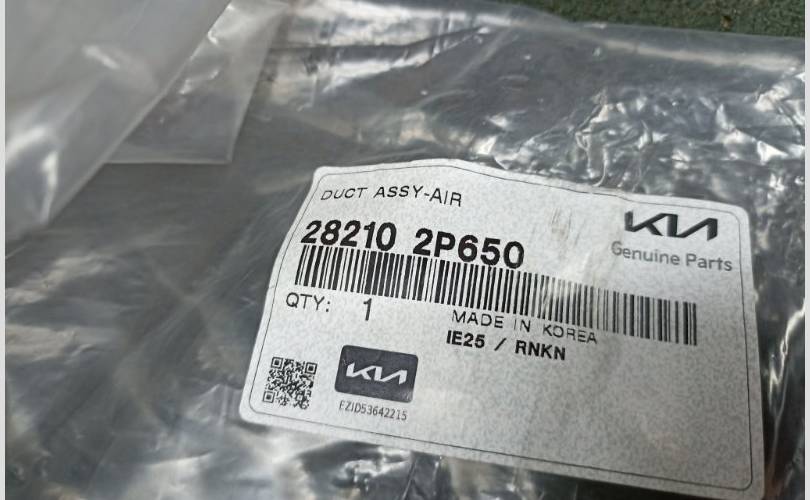 DUCT ASSY-AIR
KIA
Genuine Parts
28210 2P650
QTY: 1
MADE IN KOREA
IE25 / RNKN
KIA
EZID53642215